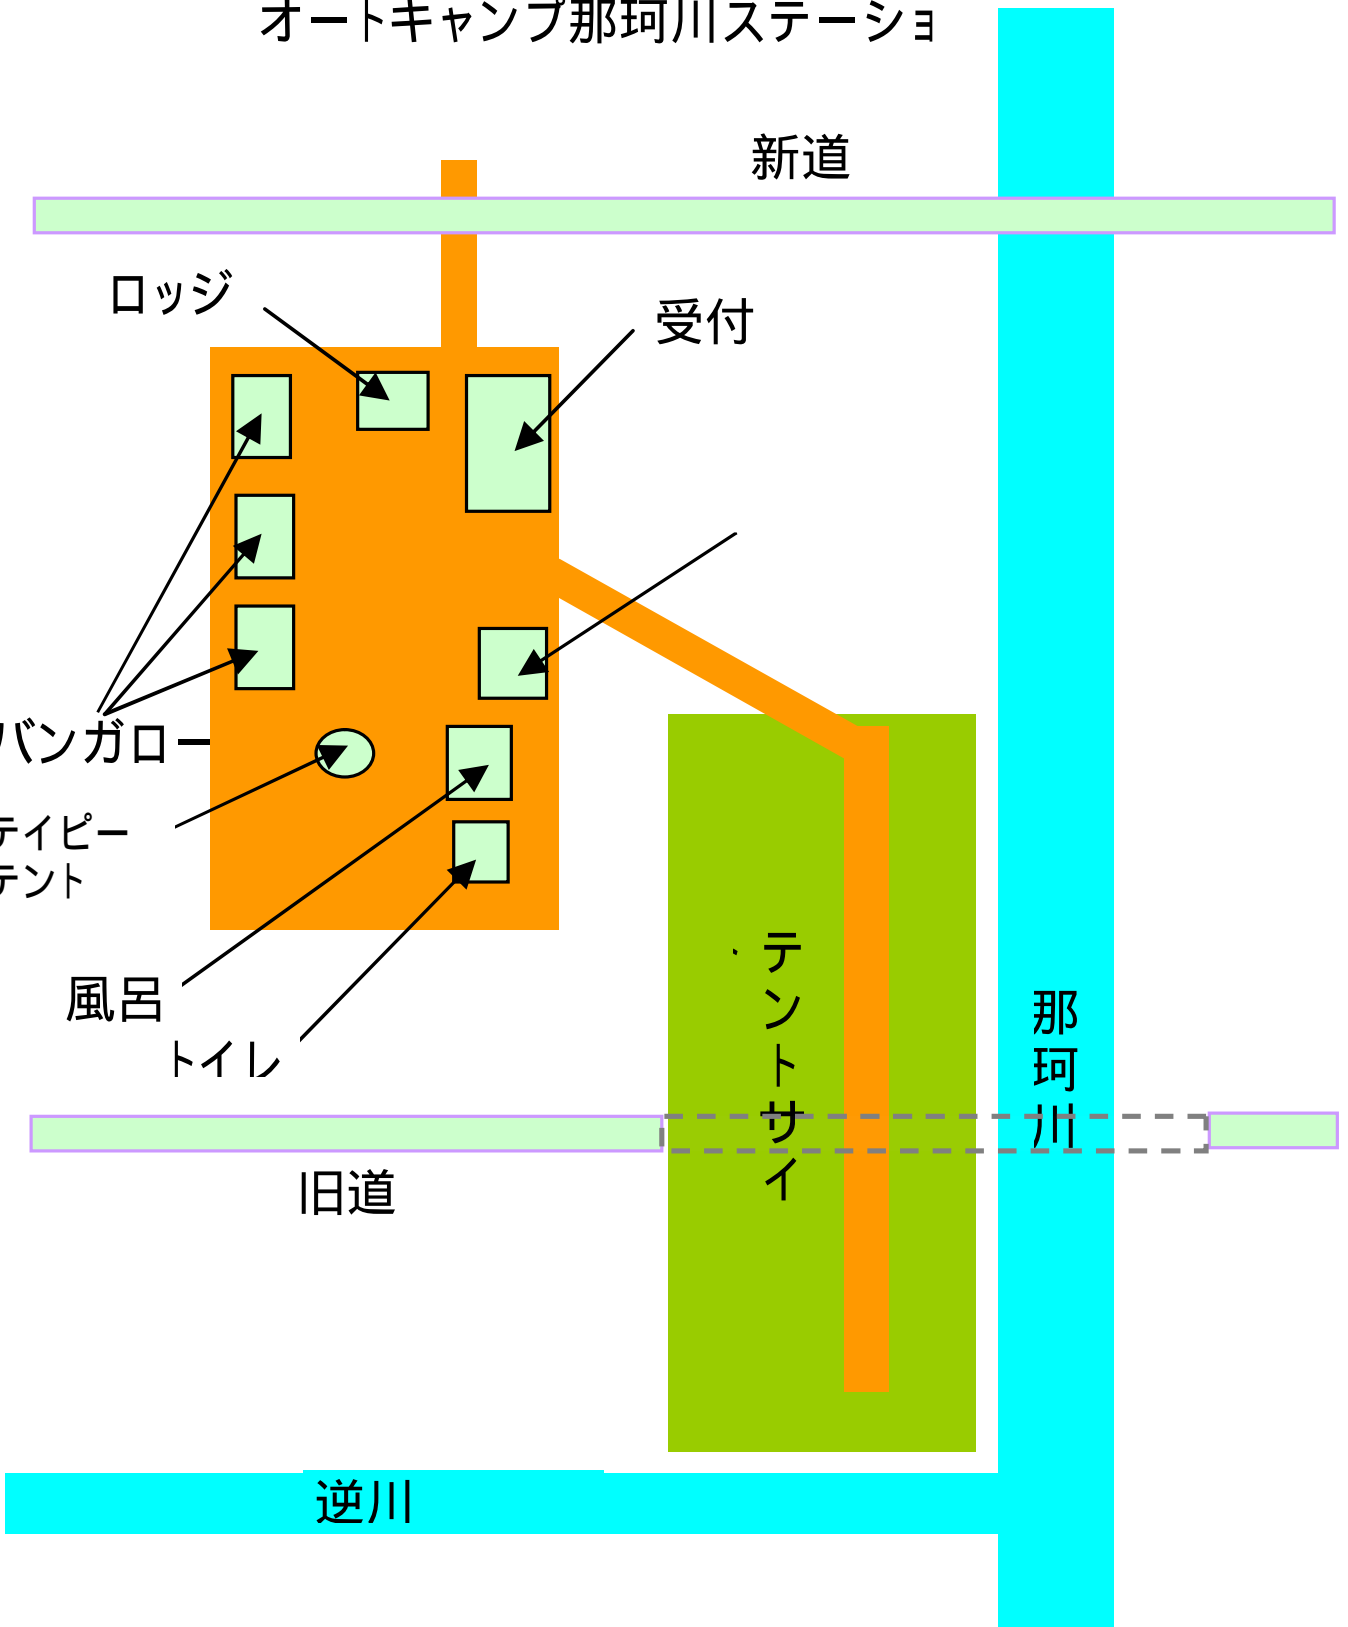 オートキャンプ那珂川ステーショ
新道
ロッジ
受付
バンガロー
テイピー
テント
風呂
トイレ
テントサイ
那珂川
旧道
逆川